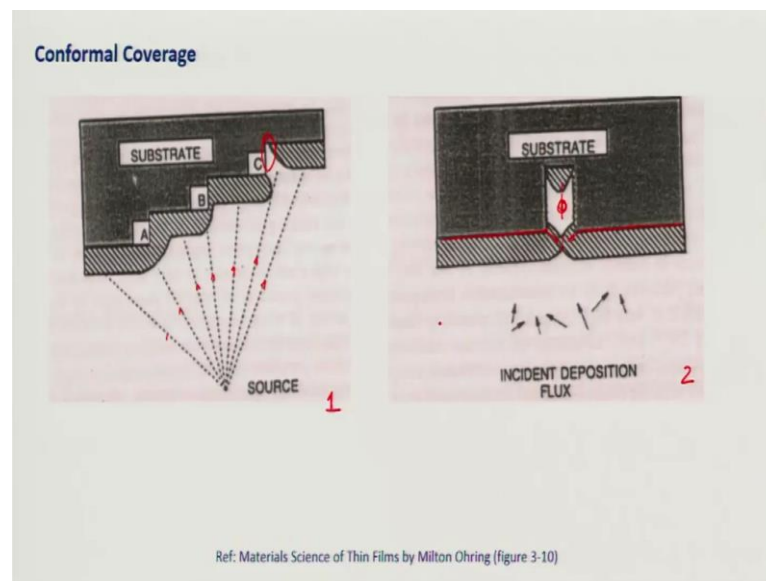 Conformal Coverage
SUBSTRATE
C
B
A
SOURCE
1
SUBSTRATE
Φ
INCIDENT DEPOSITION
FLUX
2
Ref: Materials Science of Thin Films by Milton Ohring (figure 3-10)